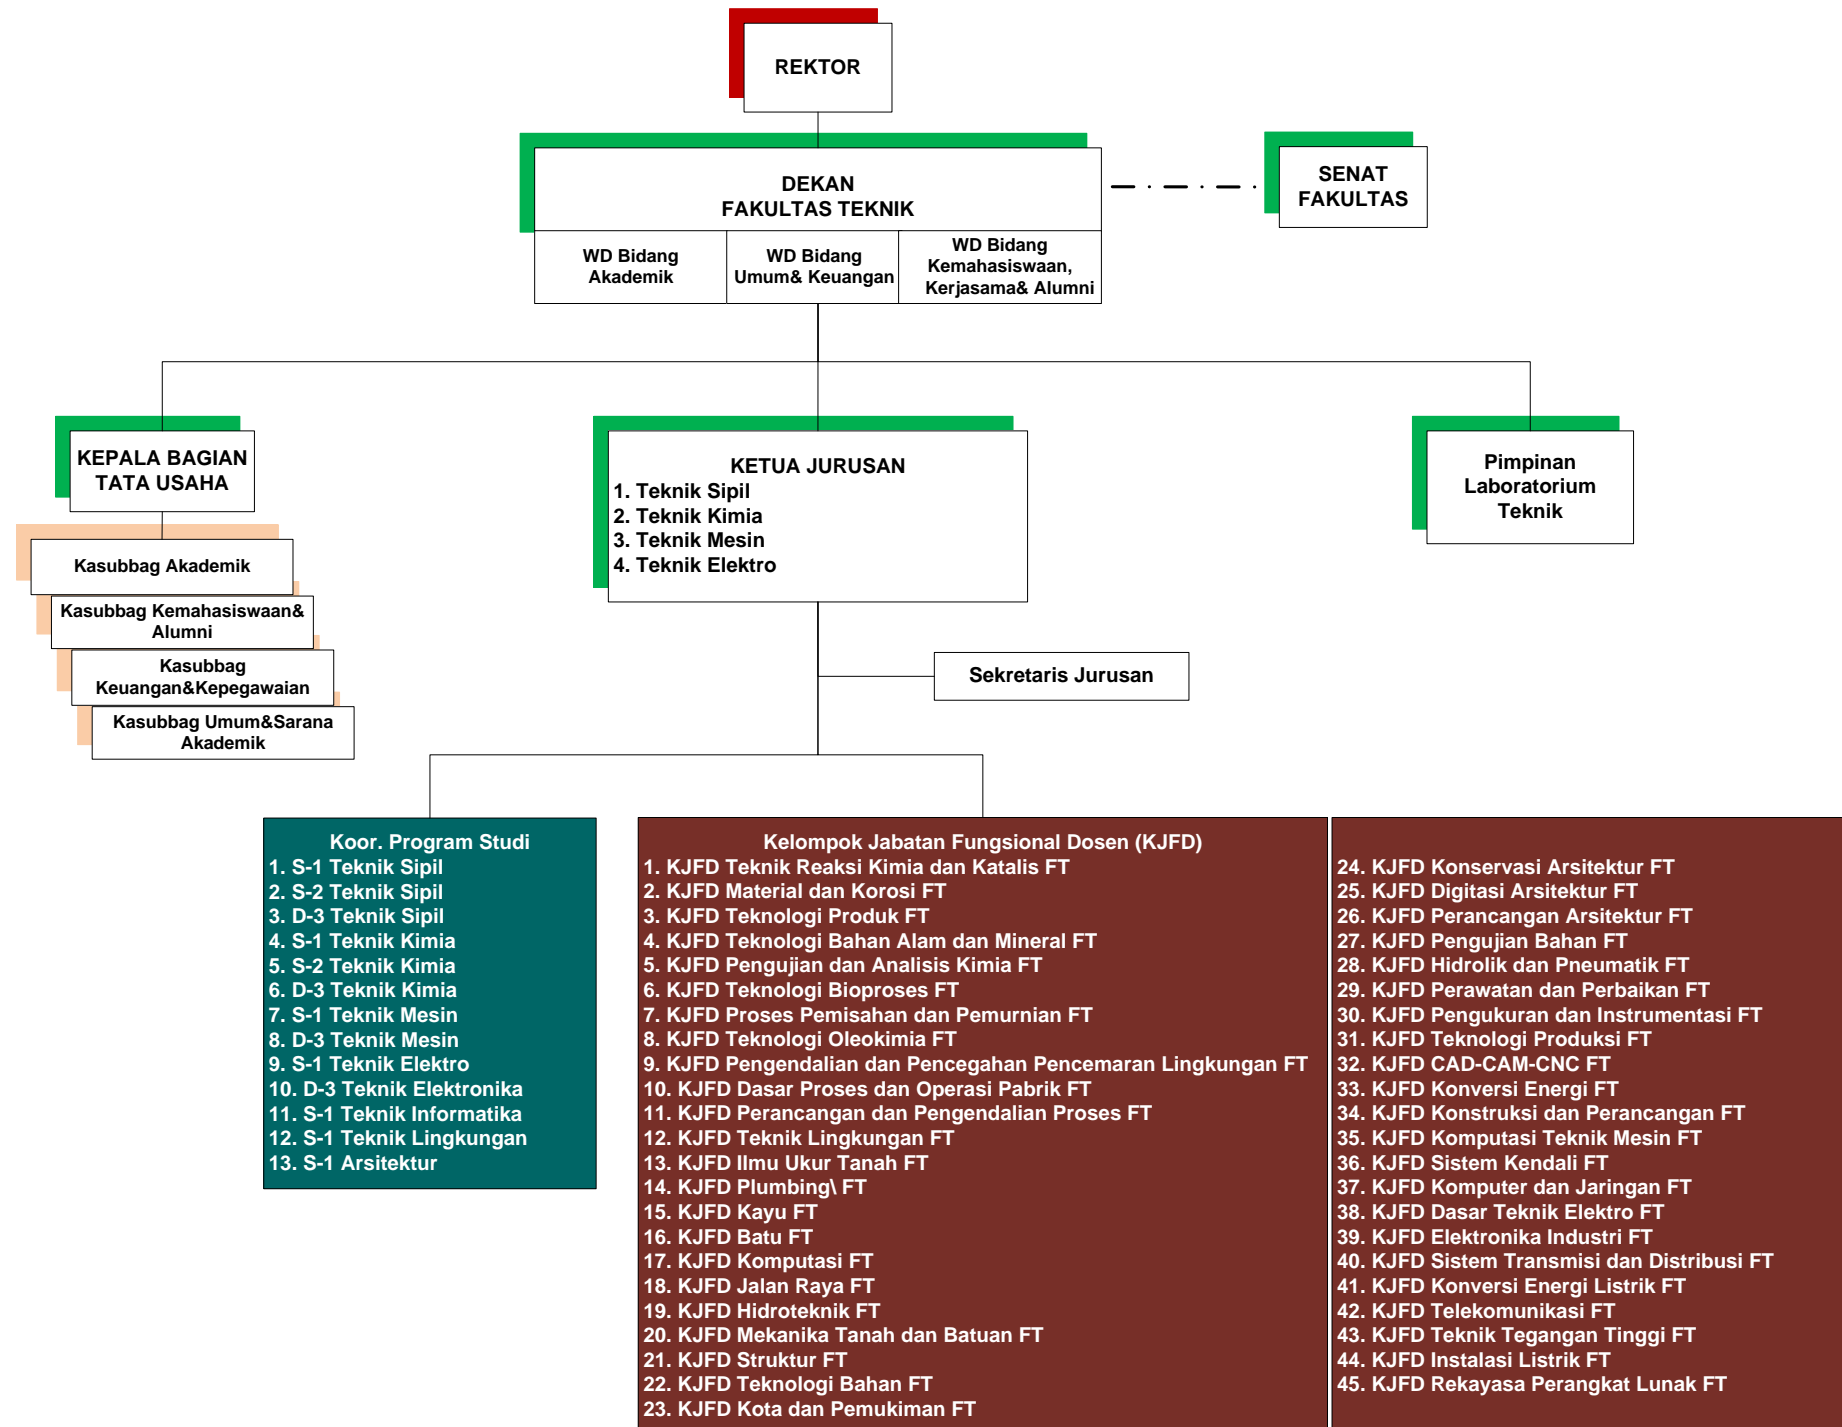 REKTOR
DEKAN
FAKULTAS TEKNIK
SENAT
FAKULTAS
WD Bidang
Akademik
WD Bidang
Umum& Keuangan
WD Bidang
Kemahasiswaan,
Kerjasama& Alumni
KEPALA BAGIAN
TATA USAHA
Kasubbag Akademik
Kasubbag Kemahasiswaan&
Alumni
Kasubbag
Keuangan&Kepegawaian
Kasubbag Umum&Sarana
Akademik
KETUA JURUSAN
1. Teknik Sipil
2. Teknik Kimia
3. Teknik Mesin
4. Teknik Elektro
Pimpinan
Laboratorium
Teknik
Sekretaris Jurusan
Koor. Program Studi
1. S-1 Teknik Sipil
2. S-2 Teknik Sipil
3. D-3 Teknik Sipil
4. S-1 Teknik Kimia
5. S-2 Teknik Kimia
6. D-3 Teknik Kimia
7. S-1 Teknik Mesin
8. D-3 Teknik Mesin
9. S-1 Teknik Elektro
10. D-3 Teknik Elektronika
11. S-1 Teknik Informatika
12. S-1 Teknik Lingkungan
13. S-1 Arsitektur
Kelompok Jabatan Fungsional Dosen (KJFD)
1. KJFD Teknik Reaksi Kimia dan Katalis FT
2. KJFD Material dan Korosi FT
3. KJFD Teknologi Produk FT
4. KJFD Teknologi Bahan Alam dan Mineral FT
5. KJFD Pengujian dan Analisis Kimia FT
6. KJFD Teknologi Bioproses FT
7. KJFD Proses Pemisahan dan Pemurnian FT
8. KJFD Teknologi Oleokimia FT
9. KJFD Pengendalian dan Pencegahan Pencemaran Lingkungan FT
10. KJFD Dasar Proses dan Operasi Pabrik FT
11. KJFD Perancangan dan Pengendalian Proses FT
12. KJFD Teknik Lingkungan FT
13. KJFD Ilmu Ukur Tanah FT
14. KJFD Plumbing\ FT
15. KJFD Kayu FT
16. KJFD Batu FT
17. KJFD Komputasi FT
18. KJFD Jalan Raya FT
19. KJFD Hidroteknik FT
20. KJFD Mekanika Tanah dan Batuan FT
21. KJFD Struktur FT
22. KJFD Teknologi Bahan FT
23. KJFD Kota dan Pemukiman FT
24. KJFD Konservasi Arsitektur FT
25. KJFD Digitasi Arsitektur FT
26. KJFD Perancangan Arsitektur FT
27. KJFD Pengujian Bahan FT
28. KJFD Hidrolik dan Pneumatik FT
29. KJFD Perawatan dan Perbaikan FT
30. KJFD Pengukuran dan Instrumentasi FT
31. KJFD Teknologi Produksi FT
32. KJFD CAD-CAM-CNC FT
33. KJFD Konversi Energi FT
34. KJFD Konstruksi dan Perancangan FT
35. KJFD Komputasi Teknik Mesin FT
36. KJFD Sistem Kendali FT
37. KJFD Komputer dan Jaringan FT
38. KJFD Dasar Teknik Elektro FT
39. KJFD Elektronika Industri FT
40. KJFD Sistem Transmisi dan Distribusi FT
41. KJFD Konversi Energi Listrik FT
42. KJFD Telekomunikasi FT
43. KJFD Teknik Tegangan Tinggi FT
44. KJFD Instalasi Listrik FT
45. KJFD Rekayasa Perangkat Lunak FT